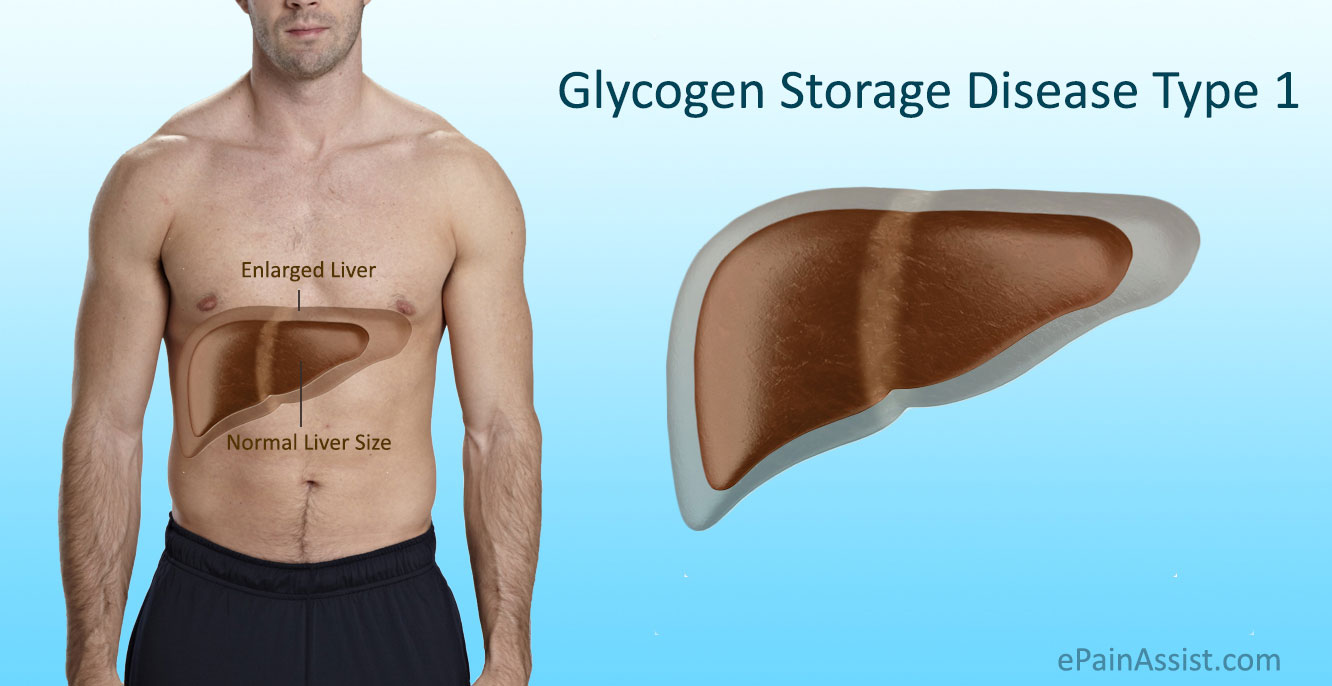 Glycogen Storage Disease Type 1
Enlarged Liver
Normal Liver Size
ePainAssist.com